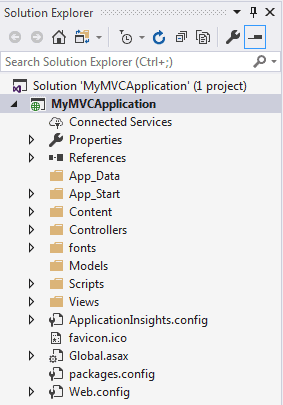 Solution Explorer
Search Solution Explorer (Ctrl+;)
Solution 'MyMVCApplication' (1 project)
MyMVCApplication
Connected Services
Properties
References
App_Data
App_Start
Content
Controllers
fonts
Models
Scripts
Views
ApplicationInsights.config
favicon.ico
Global.asax
packages.config
Web.config